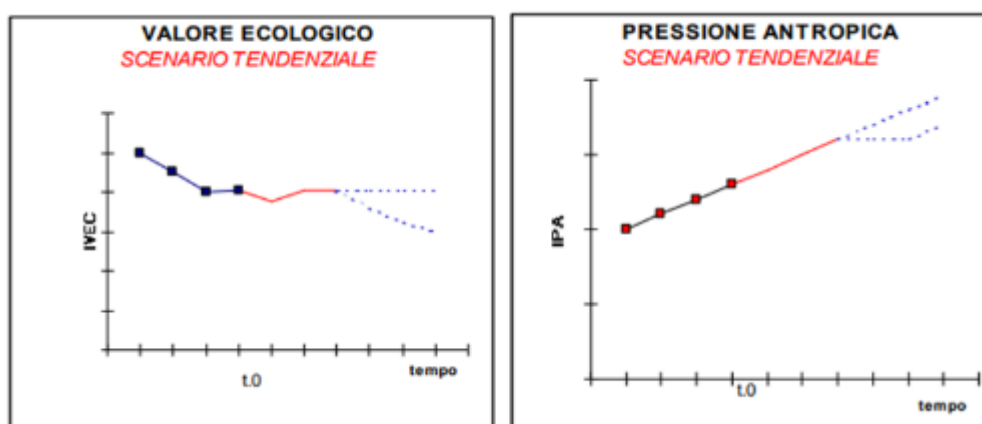 VALORE ECOLOGICO
SCENARIO TENDENZIALE
IVEC
t.0
tempo
PRESSIONE ANTROPICA
SCENARIO TENDENZIALE
IPA
t.0
tempo